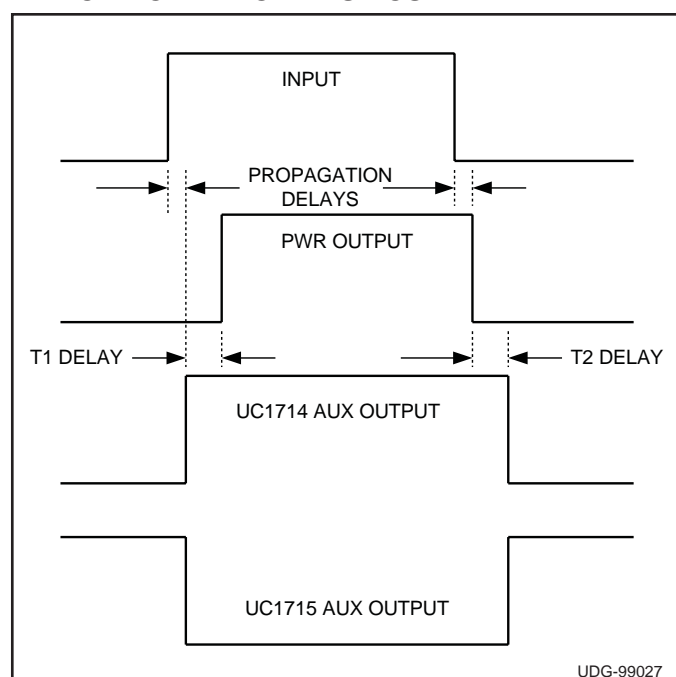 INPUT
PROPAGATION
DELAYS
PWR OUTPUT
T1 DELAY
T2 DELAY
UC1714 AUX OUTPUT
UC1715 AUX OUTPUT
UDG-99027